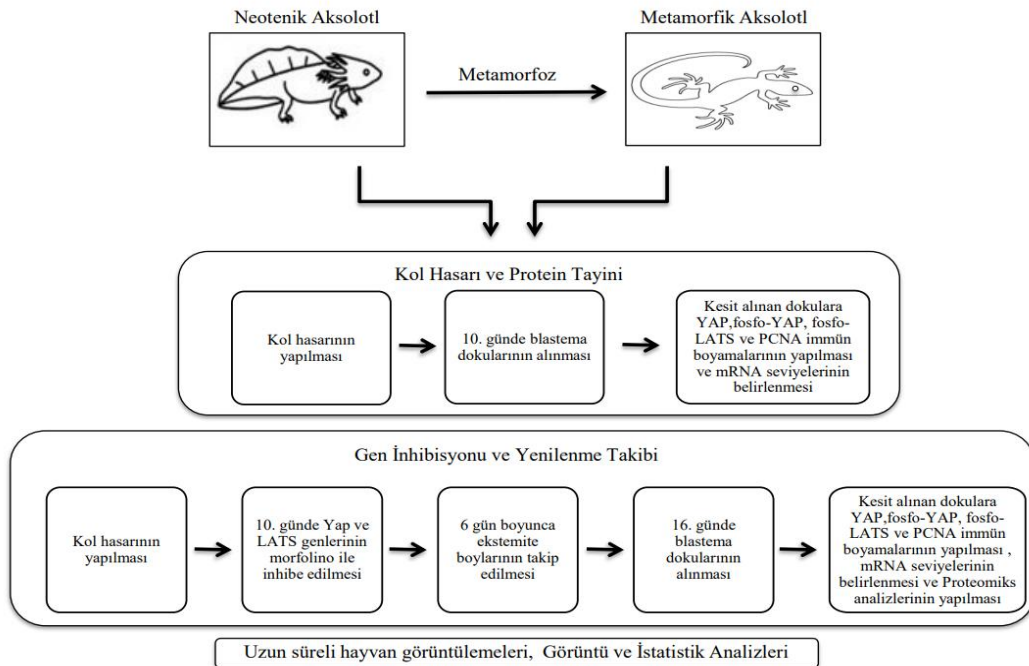 Neotenik Aksolotl
Metamorfik Aksolotl
Metamorfoz
Kol Hasarı ve Protein Tayini
Kol hasarının
yapılması
10. günde blastema
dokularının alınması
Kesit alınan dokulara
YAP,fosfo-YAP, fosfo-
LATS ve PCNA immün
boyamalarının yapılması
ve mRNA seviyelerinin
belirlenmesi
Gen İnhibisyonu ve Yenilenme Takibi
Kol hasarının
yapılması
10. günde Yap ve
LATS genlerinin
morfolino ile
inhibe edilmesi
6 gün boyunca
ekstemite
boylarının takip
edilmesi
16. günde
blastema
dokularının
alınması
Kesit alınan dokulara
YAP,fosfo-YAP, fosfo-
LATS ve PCNA immün
boyamalarının yapılması ,
mRNA seviyelerinin
belirlenmesi ve Proteomiks
analizlerinin yapılması
Uzun süreli hayvan görüntülemeleri, Görüntü ve İstatistik Analizleri